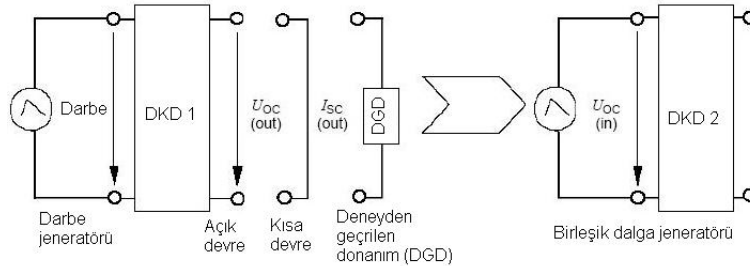 Darbe
DKD 1
U_OC
(out)
I_SC
(out)
DGD
U_OC
(in)
DKD 2
Darbe
jeneratörü
Açık
devre
Kısa
devre
Deneyden
geçrilen
donanım (DGD)
Birleşik dalga jeneratörü